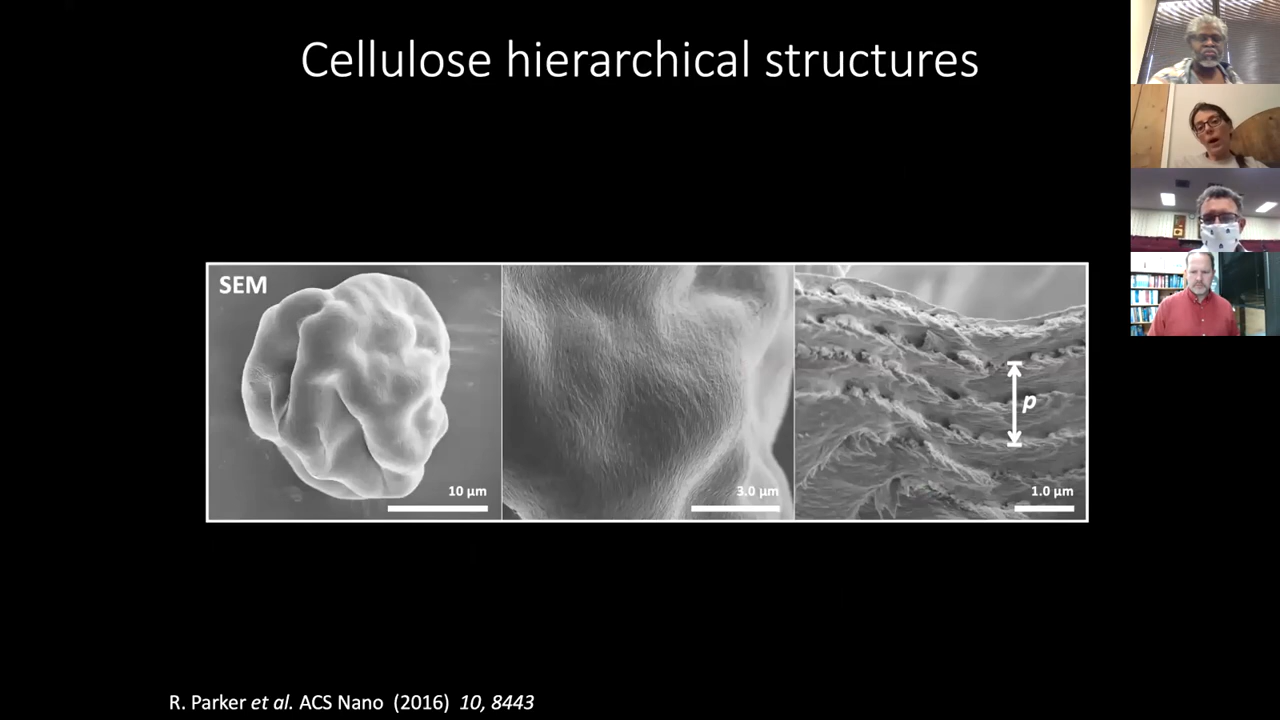 Cellulose hierarchical structures
SEM
10 μm
3.0 μm
p
1.0 μm
R. Parker et al. ACS Nano (2016) 10, 8443